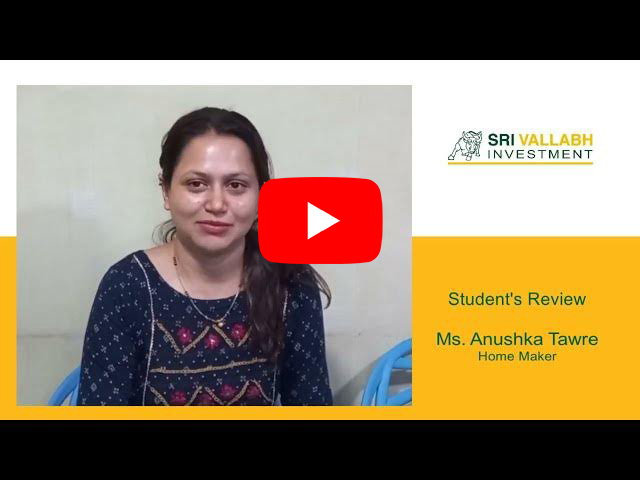 SRI VALLABH
INVESTMENT
Student's Review
Ms. Anushka Tawre
Home Maker